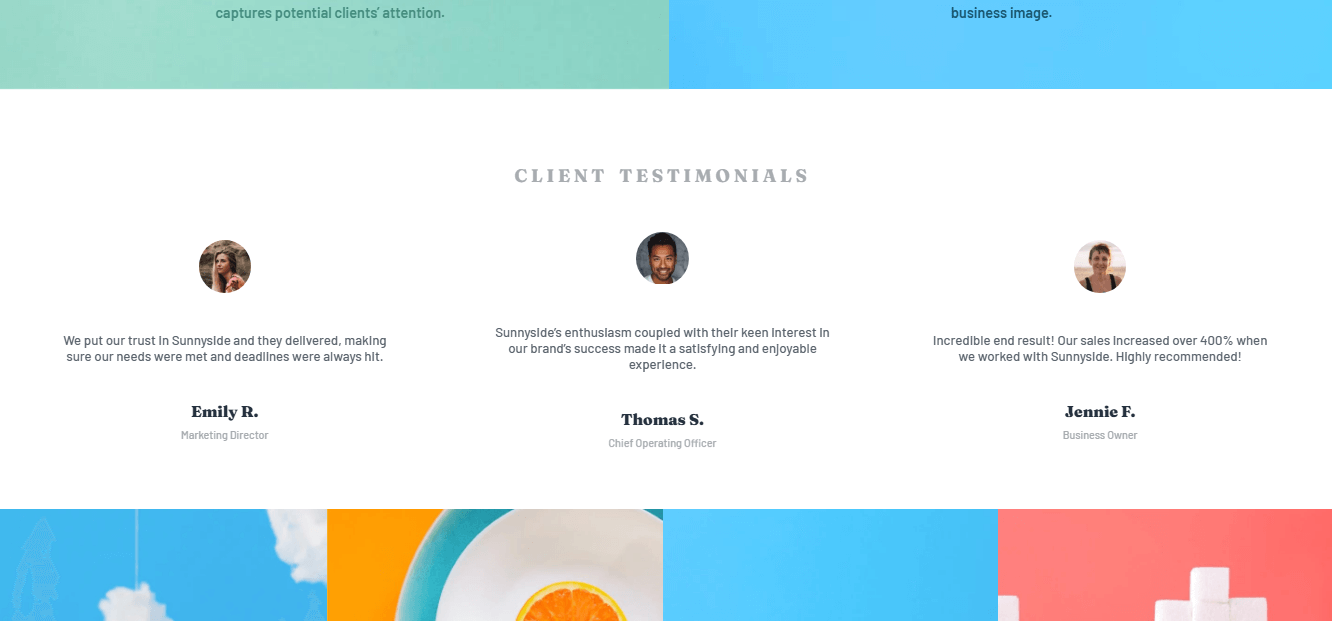 captures potential clients’ attention.
business image.
CLIENT TESTIMONIALS
We put our trust in Sunnyside and they delivered, making
sure our needs were met and deadlines were always hit.
Emily R.
Marketing Director
Sunnyside’s enthusiasm coupled with their keen interest in
our brand’s success made it a satisfying and enjoyable
experience.
Thomas S.
Chief Operating Officer
Incredible end result! Our sales increased over 400% when
we worked with Sunnyside. Highly recommended!
Jennie F.
Business Owner